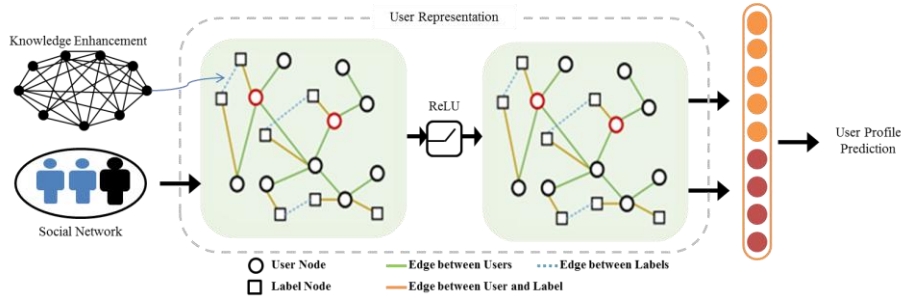 User Representation
Knowledge Enhancement
ReLU
User Profile
Prediction
Social Network
User Node
Edge between Users
Edge between Labels
Label Node
Edge between User and Label